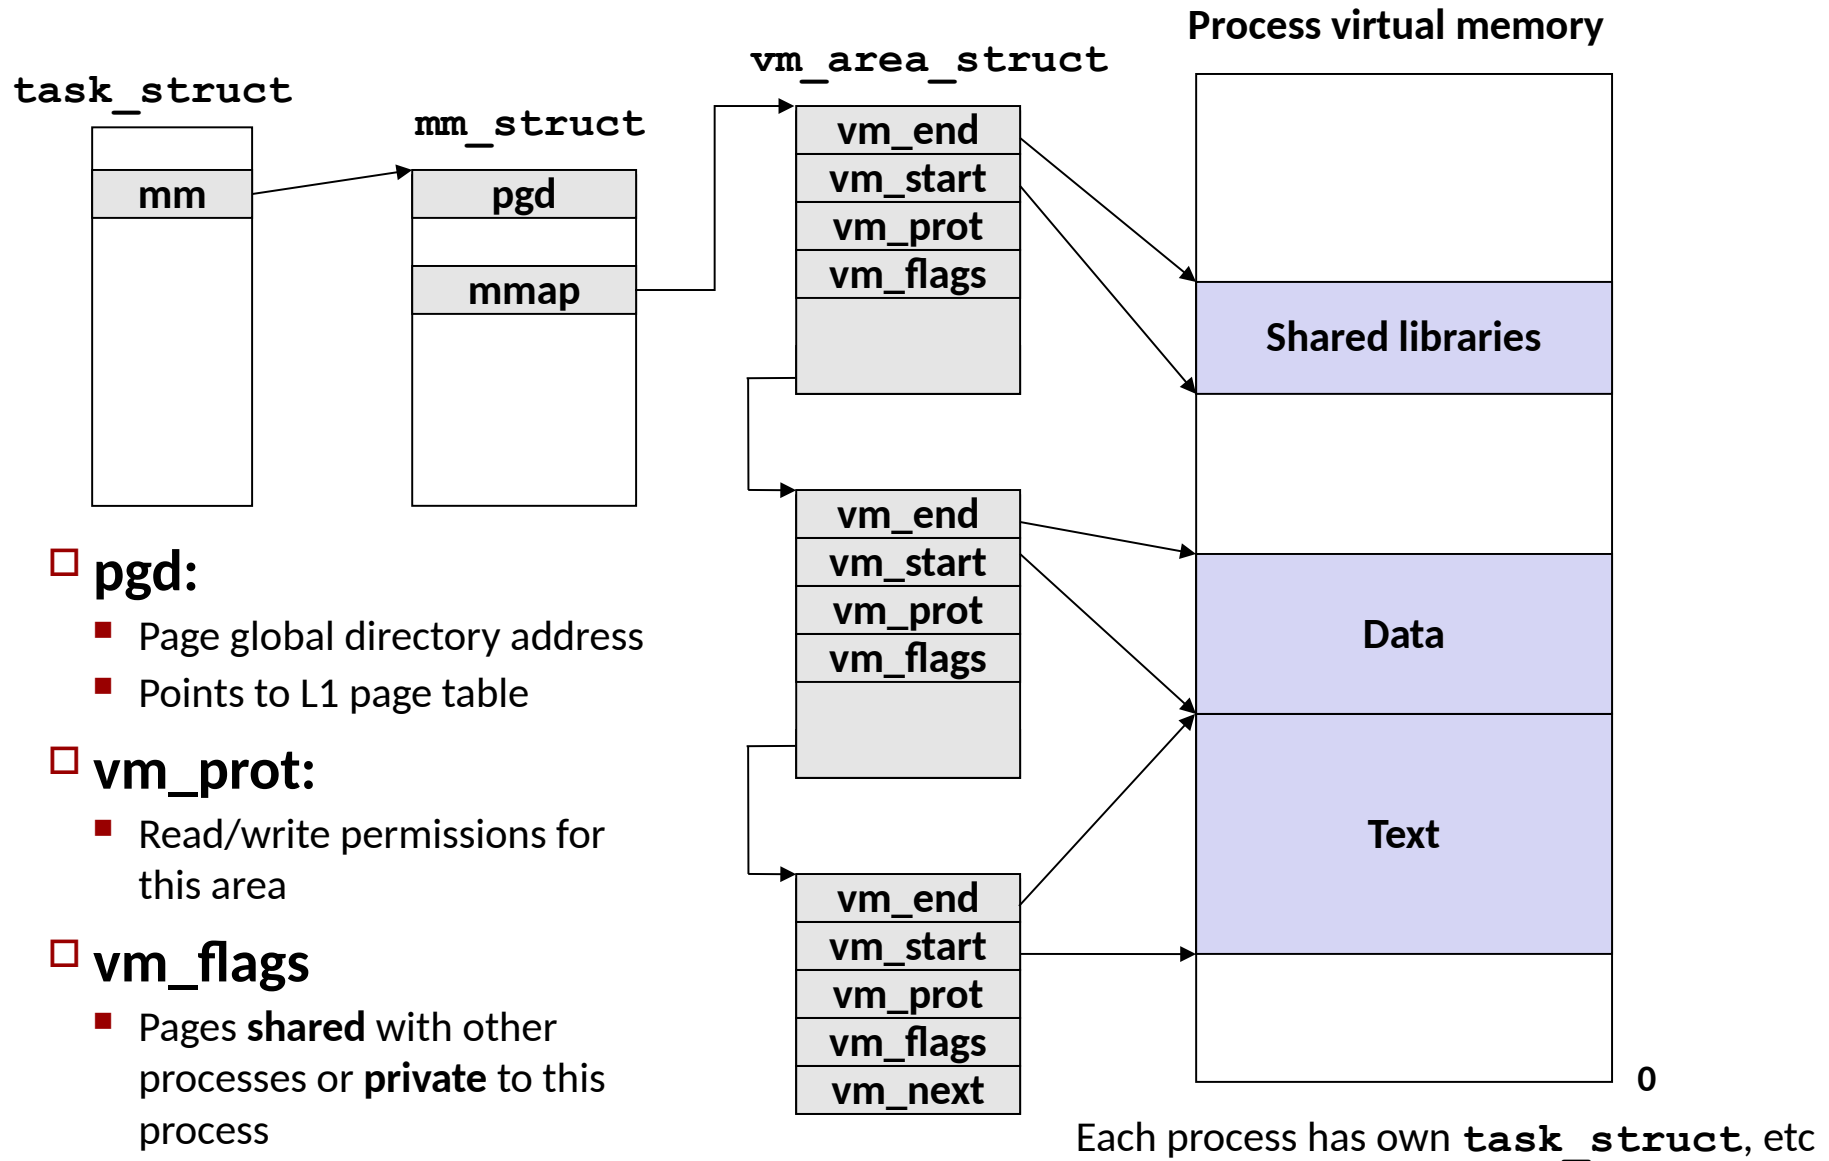 Process virtual memory
vm_area_struct
task_struct
mm_struct
mm
pgd
mmap
vm_end
vm_start
vm_prot
vm_flags
Shared libraries
vm_end
vm_start
vm_prot
vm_flags
Data
Text
vm_end
vm_start
vm_prot
vm_flags
vm_next
0
pgd:
Page global directory address
Points to L1 page table
vm_prot:
Read/write permissions for
this area
vm_flags
Pages shared with other
processes or private to this
process
Each process has own task_struct, etc